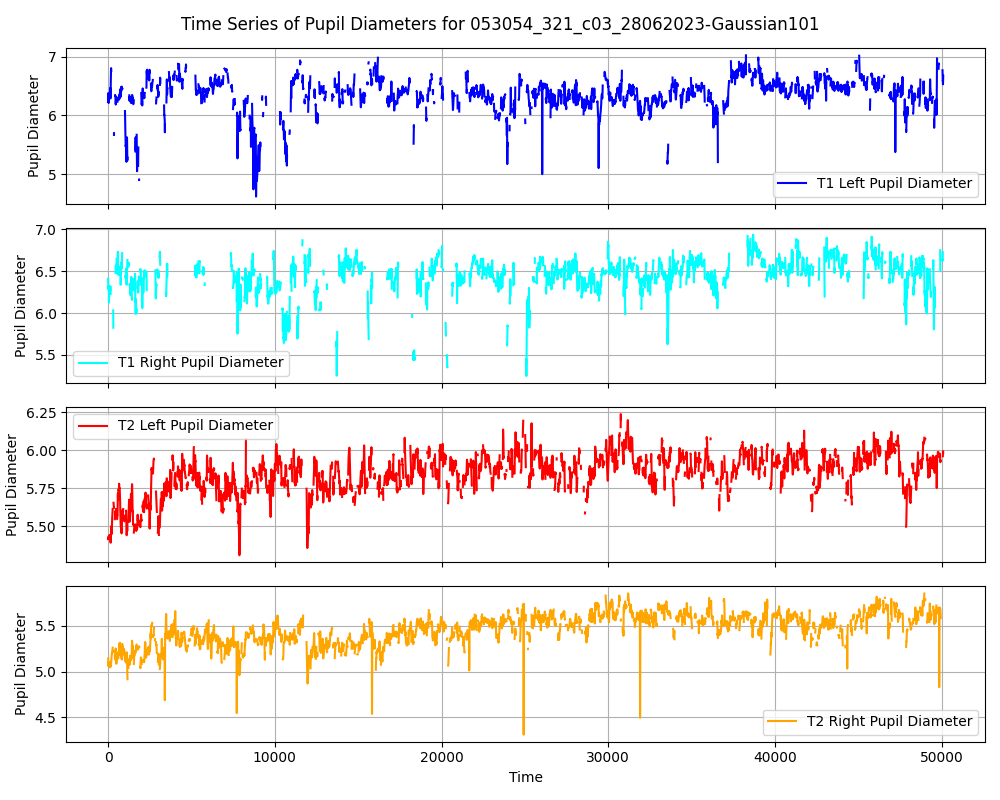 Time Series of Pupil Diameters for 053054_321_c03_28062023-Gaussian101
7
6
5
Pupil Diameter
T1 Left Pupil Diameter
7.0
6.5
6.0
5.5
Pupil Diameter
T1 Right Pupil Diameter
6.25
6.00
5.75
5.50
Pupil Diameter
T2 Left Pupil Diameter
5.5
5.0
4.5
Pupil Diameter
T2 Right Pupil Diameter
0 10000 20000 30000 40000 50000
Time